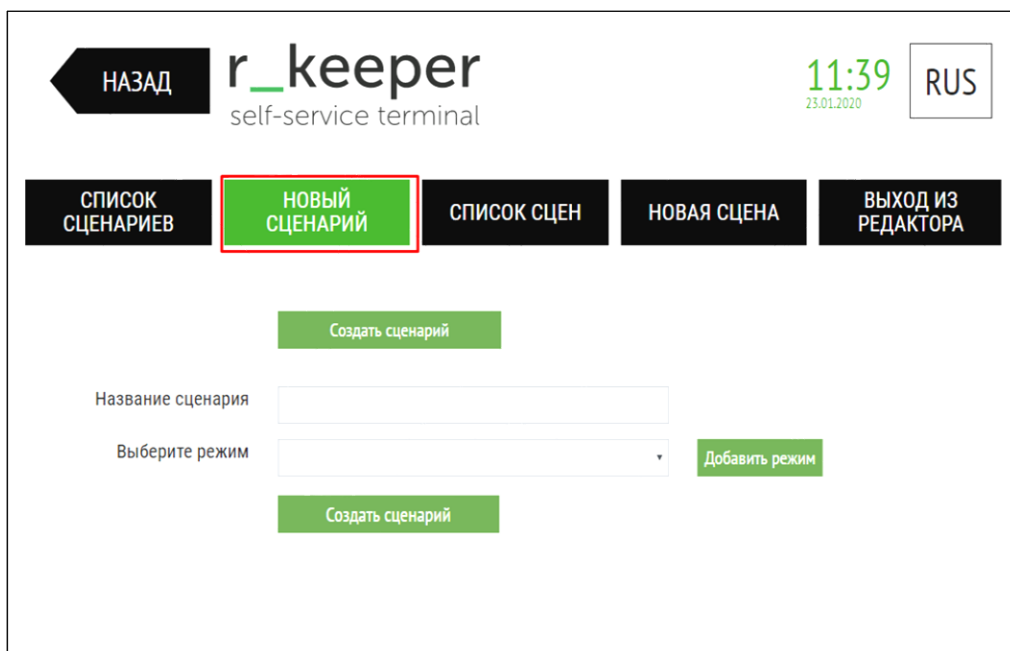 НАЗАД
r_keeper
self-service terminal
11:39
23.01.2020
RUS
СПИСОК
СЦЕНАРИЕВ
НОВЫЙ
СЦЕНАРИЙ
СПИСОК СЦЕН
НОВАЯ СЦЕНА
ВЫХОД ИЗ
РЕДАКТОРА
Создать сценарий
Название сценария
Выберите режим
Добавить режим
Создать сценарий